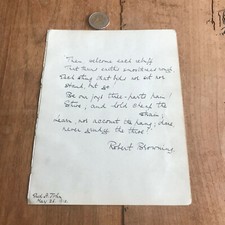 Then welcome each rebuff
That turns earth's smoothness rough,
Each sting that bids nor sit nor
stand, but go!
Be our joys three-parts pain!
Strive, and hold cheap the
strain;
Learn, nor account the pang; dare,
never grudge the throe!
Robert Browning
May 25